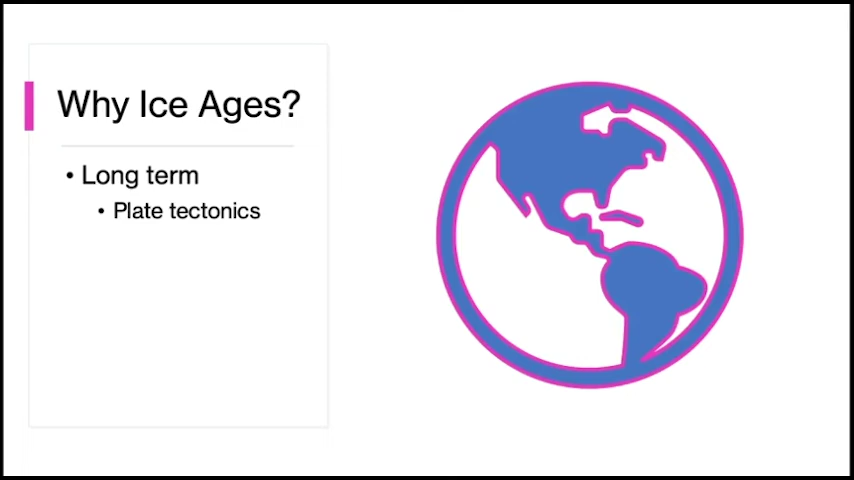 Why Ice Ages?
• Long term
• Plate tectonics